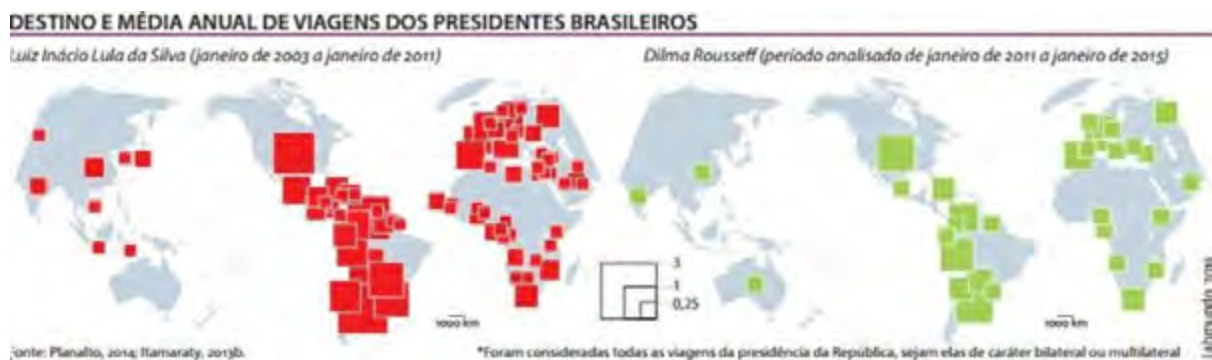 DESTINO E MÉDIA ANUAL DE VIAGENS DOS PRESIDENTES BRASILEIROS
Luiz Inácio Lula da Silva (janeiro de 2003 a janeiro de 2011)
Dilma Rousseff (período analisado de janeiro de 2011 a janeiro de 2015)
3
1
0,25
1000 km
1000 km
Fonte: Planalto, 2014; Itamaraty, 2013b.
*Foram consideradas todas as viagens da presidência da República, sejam elas de caráter bilateral ou multilateral